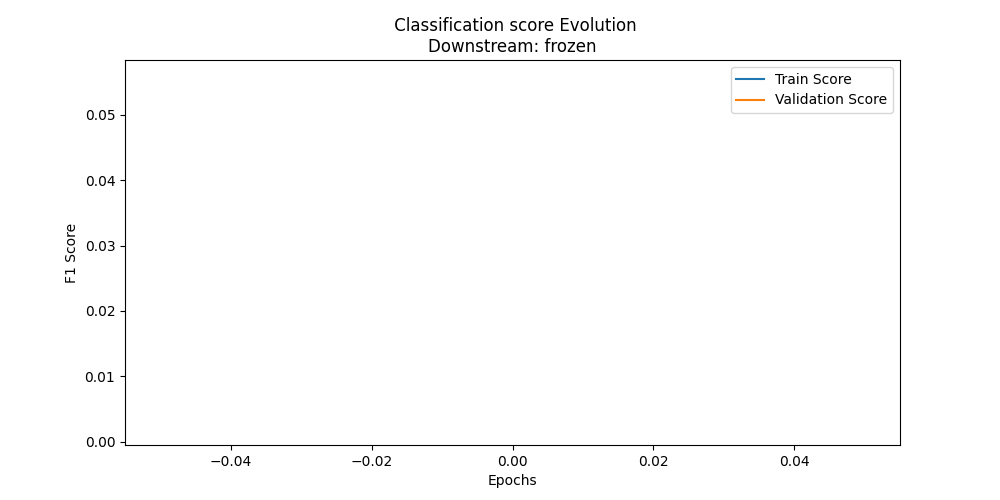 Classification score Evolution
Downstream: frozen
Train Score
Validation Score
0.05
0.04
0.03
0.02
0.01
0.00
F1 Score
−0.04
−0.02
0.00
0.02
0.04
Epochs